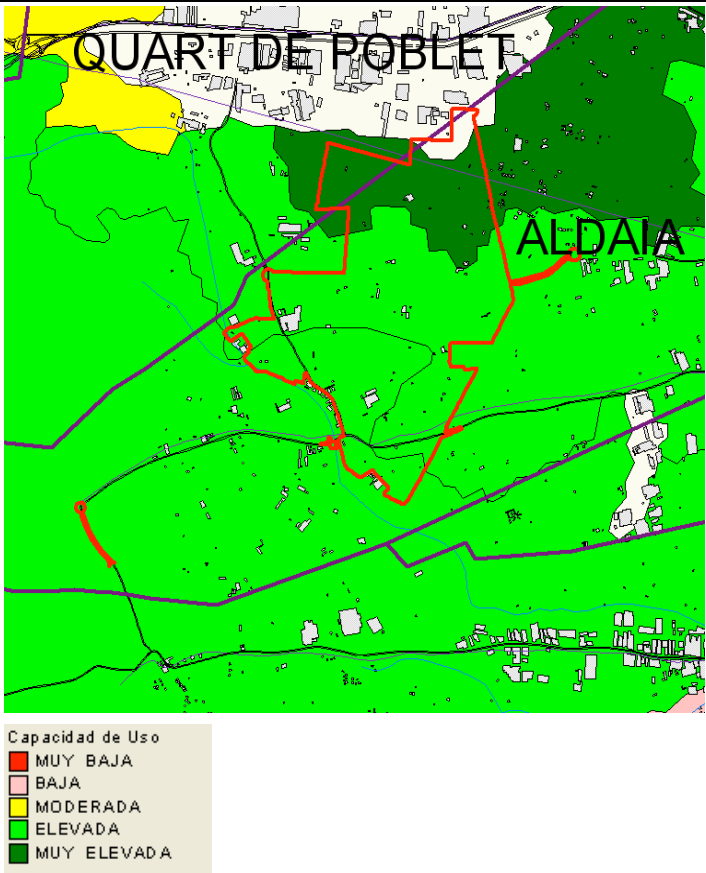 QUART DE POBLET
ALDAIA
Capacidad de Uso
MUY BAJA
BAJA
MODERADA
ELEVADA
MUY ELEVADA